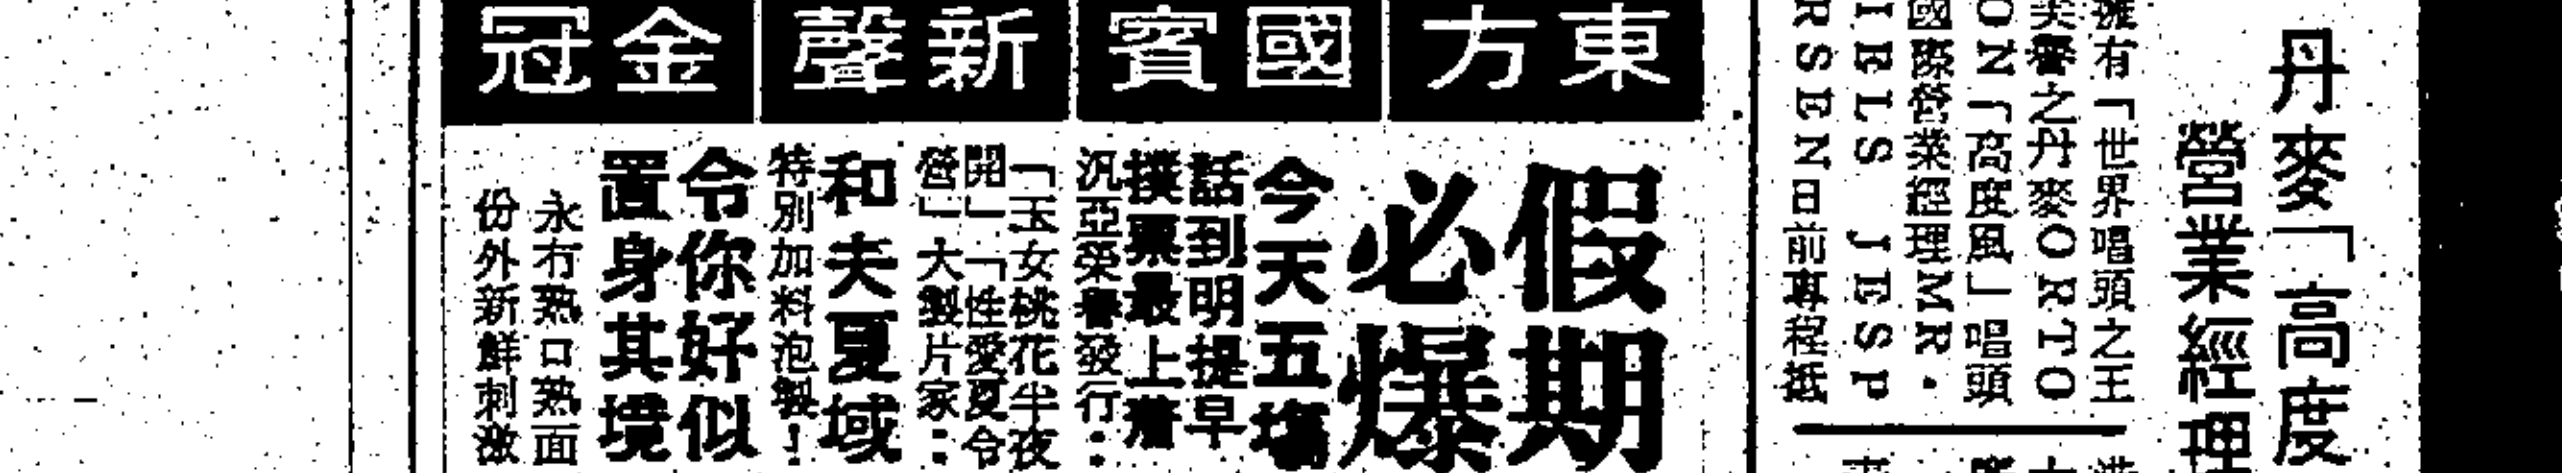 丹麥「高度
營業經理
擁有「世界唱頭之王
美譽之丹麥ORTO
ON「高度風」唱頭
國際營業經理MR．
IELS JESP
RSEN日前專程抵
東方
國賓
新聲
金冠
假期
必爆
今天五場
話到明提早
撲票最上着
汎亞榮譽發行：
「玉女桃花半夜
開」「性愛夏令
營」大製片家：
和夫夏域
特別加料泡製！
令你好似
置身其境
永冇熟口熟面
份外新鮮刺激